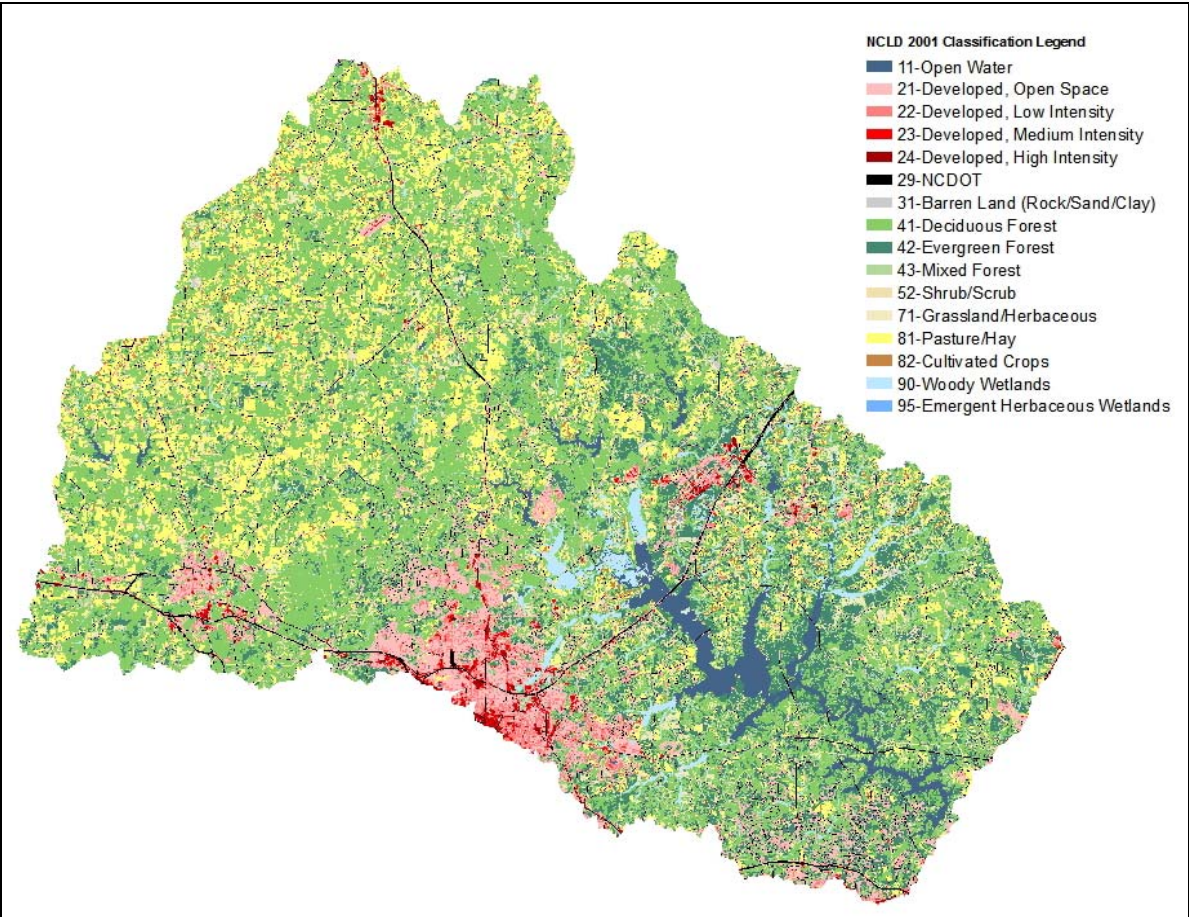 NCLD 2001 Classification Legend
11-Open Water
21-Developed, Open Space
22-Developed, Low Intensity
23-Developed, Medium Intensity
24-Developed, High Intensity
29-NCDOT
31-Barren Land (Rock/Sand/Clay)
41-Deciduous Forest
42-Evergreen Forest
43-Mixed Forest
52-Shrub/Scrub
71-Grassland/Herbaceous
81-Pasture/Hay
82-Cultivated Crops
90-Woody Wetlands
95-Emergent Herbaceous Wetlands